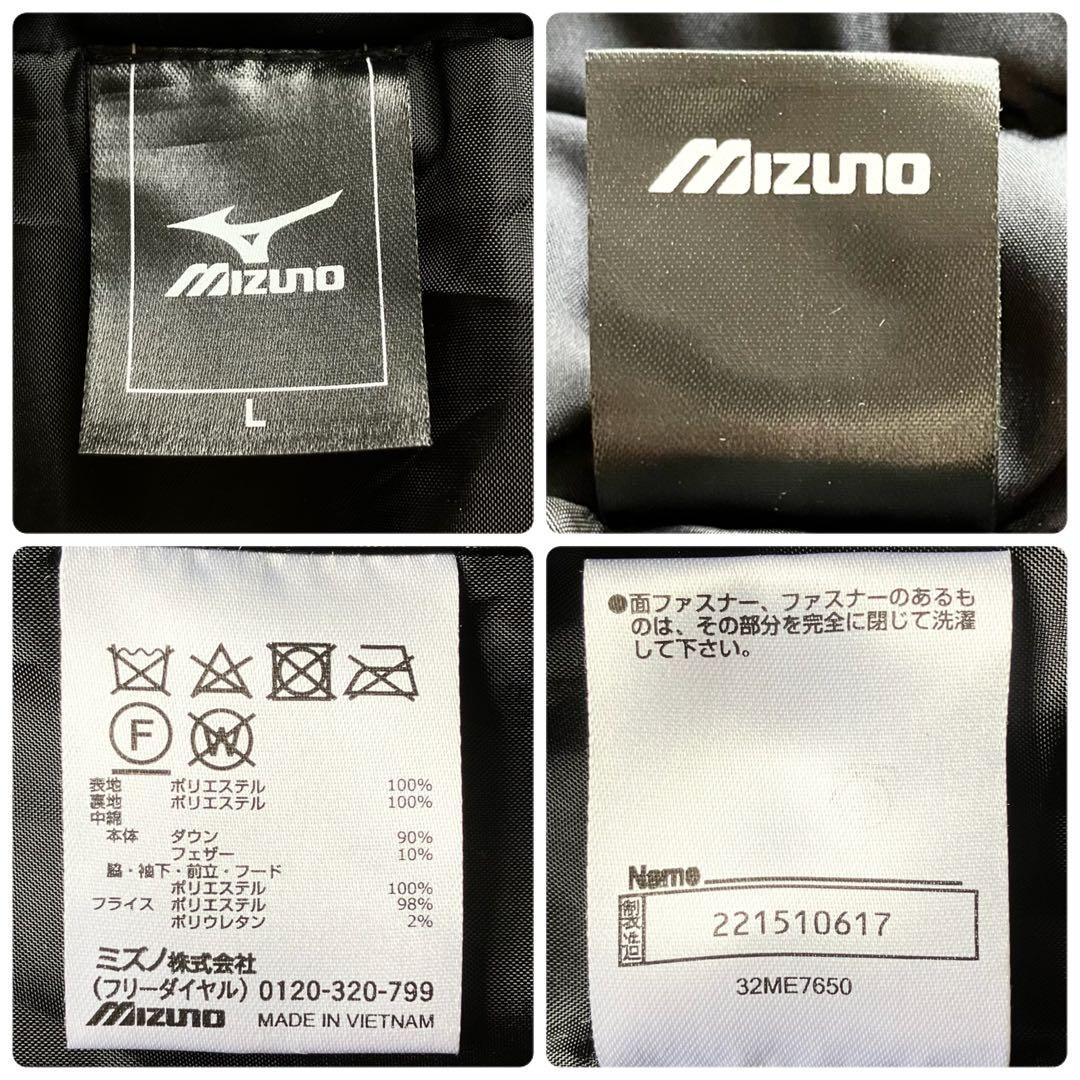 MIZUNO
L
MIZUNO
F
W
表地 ポリエステル 100%
裏地 ポリエステル 100%
中綿
本体 ダウン 90%
フェザー 10%
脇・袖下・前立・フード
ポリエステル 100%
フライス ポリエステル 98%
ポリウレタン 2%
ミズノ株式会社
(フリーダイヤル) 0120-320-799
MIZUNO MADE IN VIETNAM
●面ファスナー、ファスナーのあるも
のは、その部分を完全に閉じて洗濯
して下さい。
Name
221510617
32ME7650